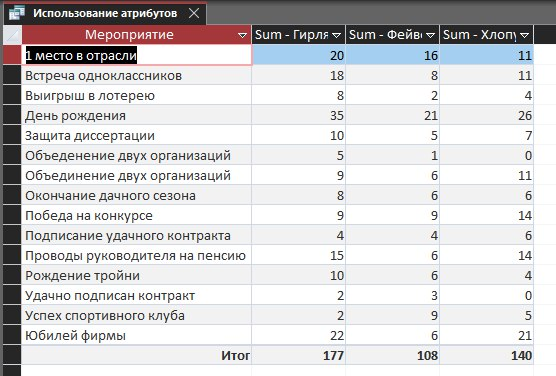 Использование атрибутов
Мероприятие Sum - Гирля Sum - Фейве Sum - Хлопу
1 место в отрасли 20 16 11
Встреча одноклассников 18 8 11
Выигрыш в лотерею 8 2 4
День рождения 35 21 26
Защита диссертации 10 5 7
Объеденение двух организаций 5 1 0
Объединение двух организаций 9 6 11
Окончание дачного сезона 8 6 6
Победа на конкурсе 9 9 14
Подписание удачного контракта 4 4 6
Проводы руководителя на пенсию 15 6 14
Рождение тройни 10 6 4
Удачно подписан контракт 2 3 0
Успех спортивного клуба 2 9 5
Юбилей фирмы 22 6 21
Итог 177 108 140